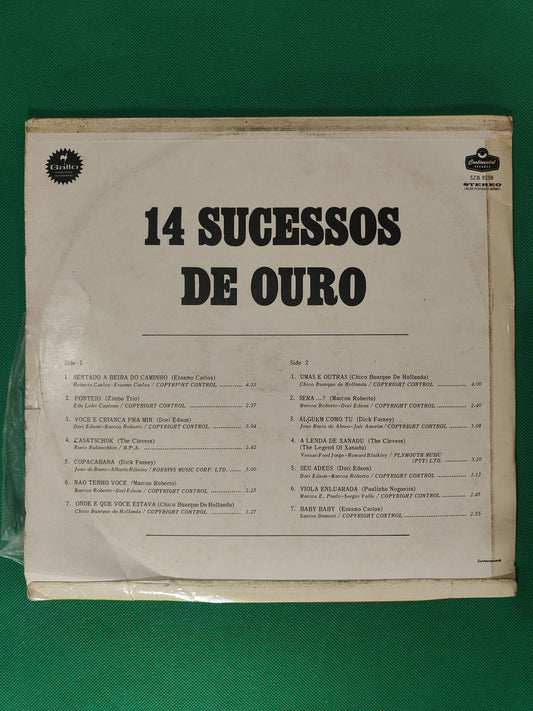 Gallo
Continental
RECORDS
SZB 8258
STEREO
14 SUCESSOS
DE OURO
Side 1
1. SENTADO A BEIRA DO CAMINHO (Erasmo Carlos)
Roberto Carlos-Erasmo Carlos / COPYRIGHT CONTROL 4.33
2. PONTEIO (Zimbo Trio)
Edu Lobo Capinan / COPYRIGHT CONTROL 2.37
3. VOCE E CRIANCA PRA MIN (Dori Edson)
Dori Edson-Marcos Roberto / COPYRIGHT CONTROL 3.04
4. CASATSCHOK (The Clevers)
Boris Rubaschkin / M.P.A. 2.42
5. COPACABANA (Dick Farney)
Joao de Barro-Alberto Ribeiro / ROBBINS MUSIC CORP. LTD. 3.00
6. NAO TENHO VOCE (Marcos Roberto)
Marcos Roberto-Dori Edson / COPYRIGHT CONTROL 2.25
7. ONDE E QUE VOCE ESTAVA (Chico Buarque De Hollanda)
Chico Buarque de Hollanda / COPYRIGHT CONTROL 3.27
Side 2
1. UMAS E OUTRAS (Chico Buarque De Hollanda)
Chico Buarque de Hollanda / COPYRIGHT CONTROL 4.00
2. SERA ...? (Marcos Roberto)
Marcos Roberto-Dori Edson / COPYRIGHT CONTROL 2.40
3. ALGUEM COMO TU (Dick Farney)
Jose Maria de Abreu-Jair Amorim / COPYRIGHT CONTROL 3.08
4. A LENDA DE XANADU (The Clevers)
(The Legend Of Xanadu)
Howard Blaikley / PLYMOUTH MUSIC
(PTY) LTD. 3.10
5. SEU ADEUS (Dori Edson)
Dori Edson-Marcos Roberto / COPYRIGHT CONTROL 3.13
6. VIOLA ENLUARADA (Paulinho Nogueira)
Marcos E. Paulo-Sergio Valle / COPYRIGHT CONTROL 2.45
7. BABY BABY (Erasmo Carlos)
Santos Dumont / COPYRIGHT CONTROL 2.55